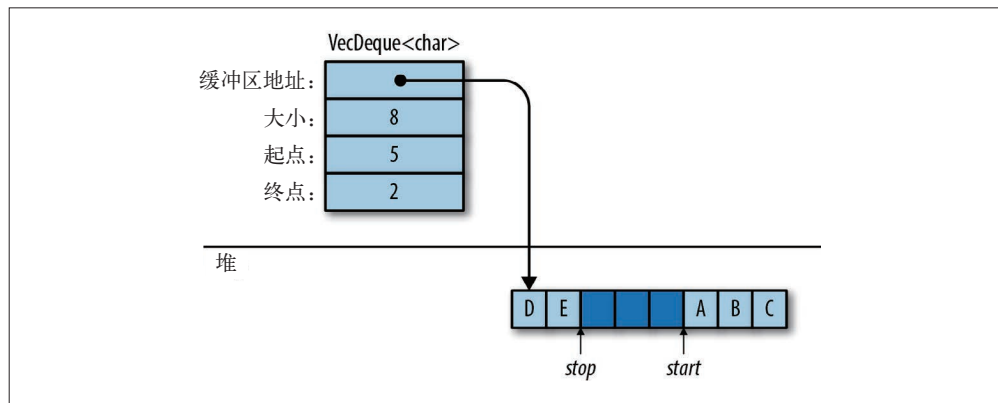 VecDeque<char>
缓冲区地址：
大小： 8
起点： 5
终点： 2
堆
D E A B C
stop start